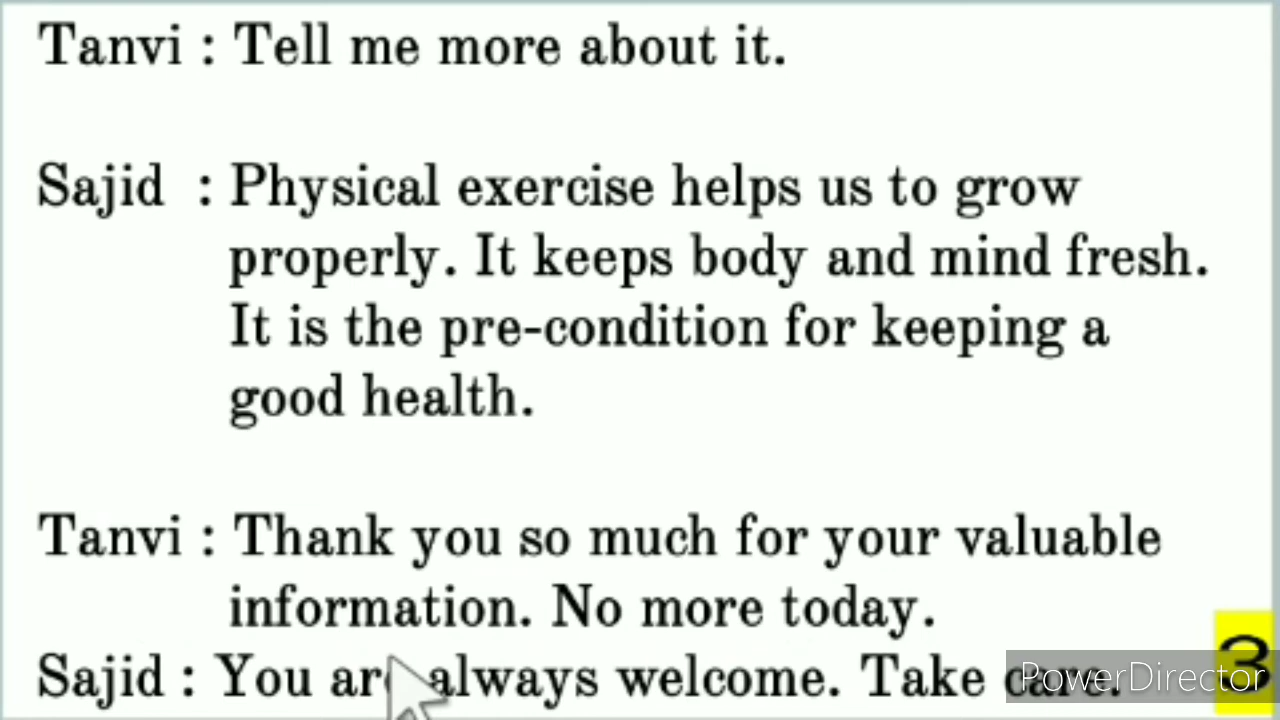 Tanvi : Tell me more about it.
Sajid : Physical exercise helps us to grow
properly. It keeps body and mind fresh.
It is the pre-condition for keeping a
good health.
Tanvi : Thank you so much for your valuable
information. No more today.
Sajid : You are always welcome. Take care.
3
PowerDirector